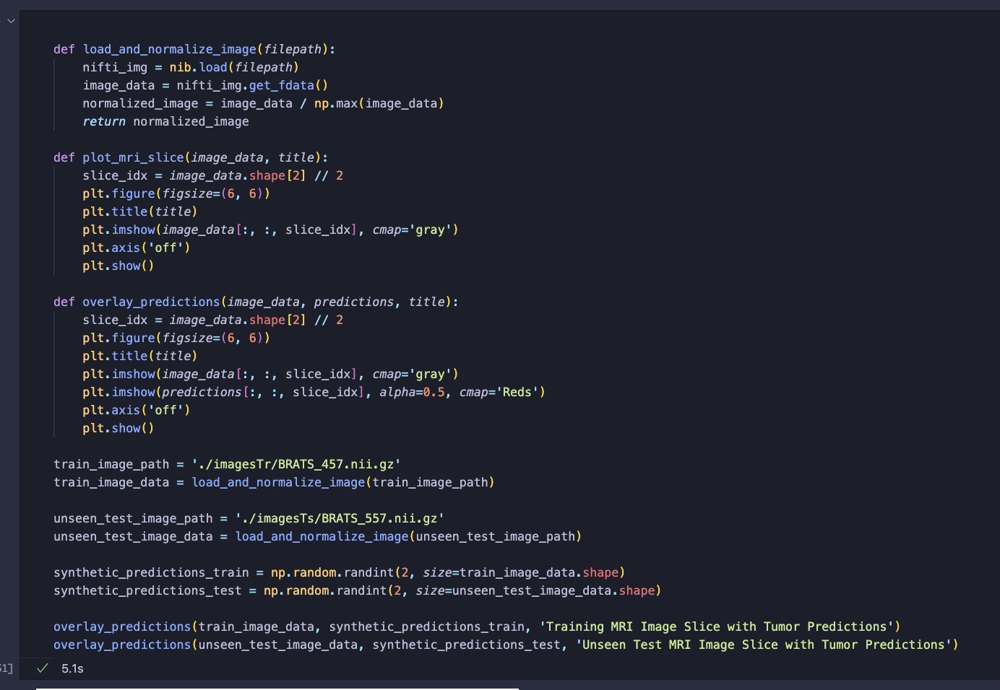 def load_and_normalize_image(filepath):
    nifti_img = nib.load(filepath)
    image_data = nifti_img.get_fdata()
    normalized_image = image_data / np.max(image_data)
    return normalized_image

def plot_mri_slice(image_data, title):
    slice_idx = image_data.shape[2] // 2
    plt.figure(figsize=(6, 6))
    plt.title(title)
    plt.imshow(image_data[:, :, slice_idx], cmap='gray')
    plt.axis('off')
    plt.show()

def overlay_predictions(image_data, predictions, title):
    slice_idx = image_data.shape[2] // 2
    plt.figure(figsize=(6, 6))
    plt.title(title)
    plt.imshow(image_data[:, :, slice_idx], cmap='gray')
    plt.imshow(predictions[:, :, slice_idx], alpha=0.5, cmap='Reds')
    plt.axis('off')
    plt.show()

train_image_path = './imagesTr/BRATS_457.nii.gz'
train_image_data = load_and_normalize_image(train_image_path)

unseen_test_image_path = './imagesTs/BRATS_557.nii.gz'
unseen_test_image_data = load_and_normalize_image(unseen_test_image_path)

synthetic_predictions_train = np.random.randint(2, size=train_image_data.shape)
synthetic_predictions_test = np.random.randint(2, size=unseen_test_image_data.shape)

overlay_predictions(train_image_data, synthetic_predictions_train, 'Training MRI Image Slice with Tumor Predictions')
overlay_predictions(unseen_test_image_data, synthetic_predictions_test, 'Unseen Test MRI Image Slice with Tumor Predictions')
5.1s